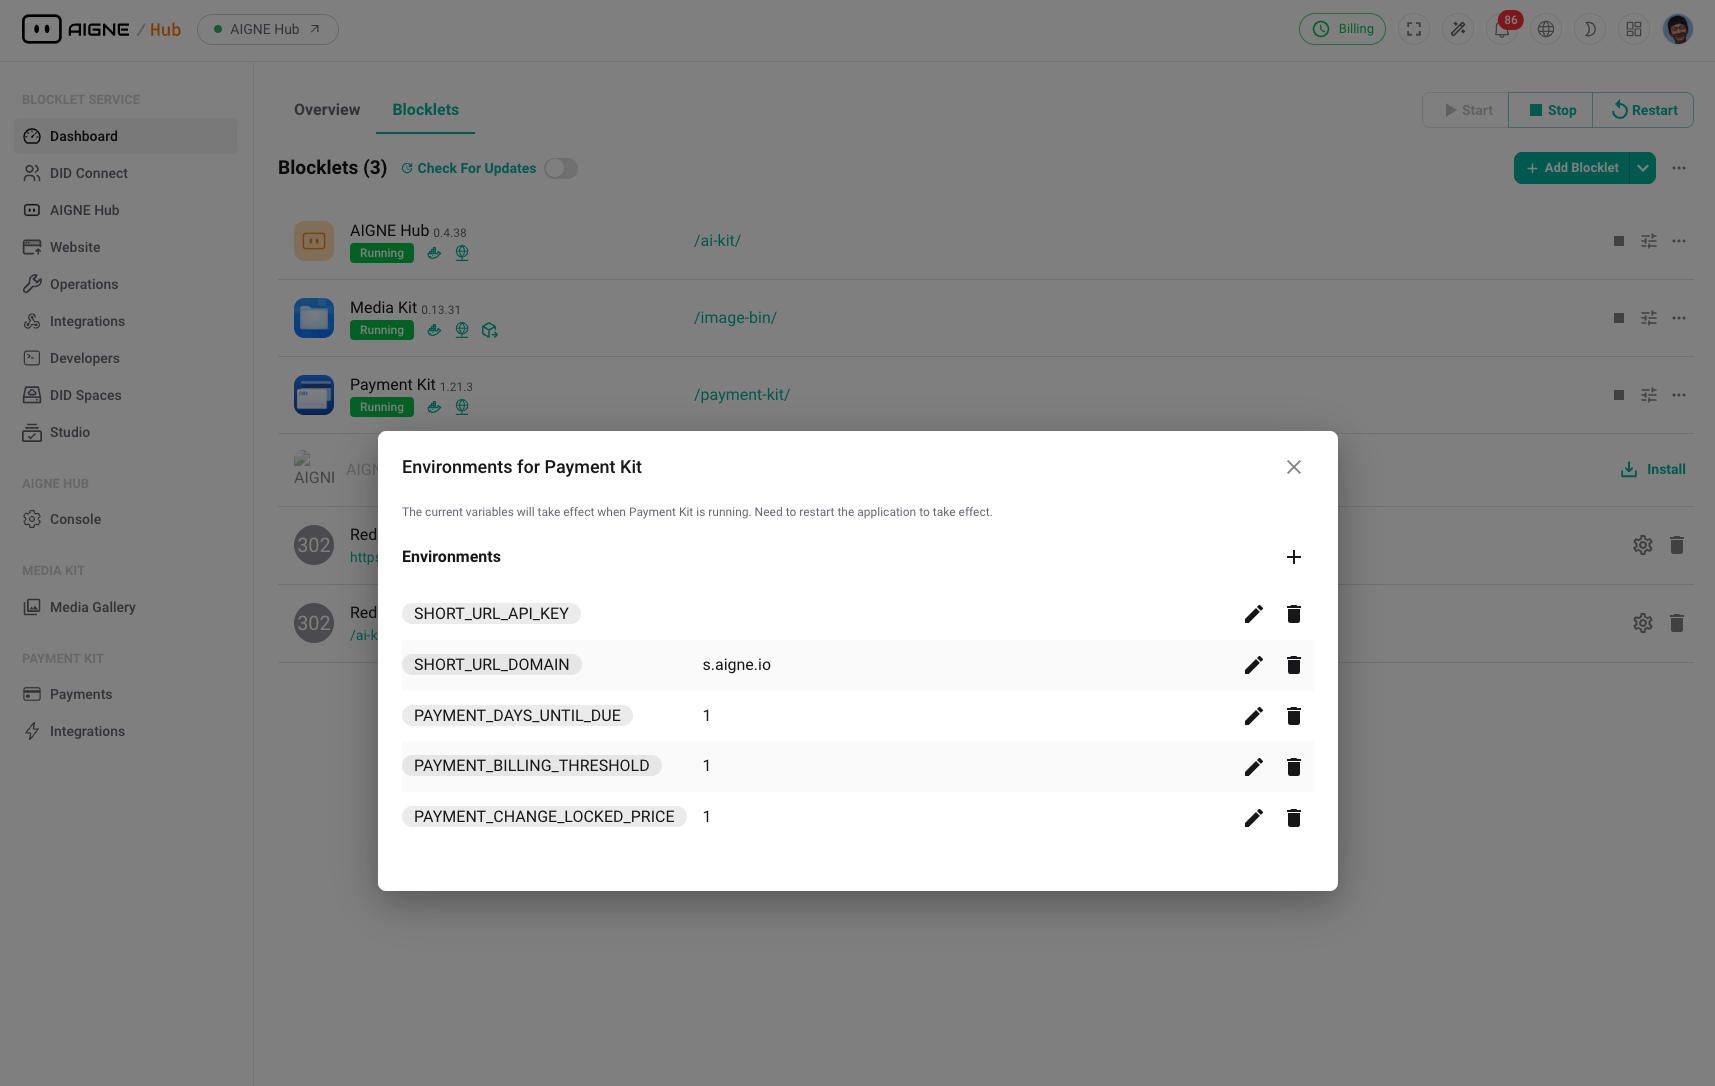 AIGNE / Hub
AIGNE Hub
Billing
86
BLOCKLET SERVICE
Dashboard
DID Connect
AIGNE Hub
Website
Operations
Integrations
Developers
DID Spaces
Studio
AIGNE HUB
Console
MEDIA KIT
Media Gallery
PAYMENT KIT
Payments
Integrations
Overview
Blocklets
Start
Stop
Restart
Blocklets (3)
Check For Updates
Add Blocklet
AIGNE Hub 0.4.38
Running
/ai-kit/
Media Kit 0.13.31
Running
/image-bin/
Payment Kit 1.21.3
Running
/payment-kit/
AIGNI
AIGN
Install
302
Red
https
302
Red
/ai-k
Environments for Payment Kit
The current variables will take effect when Payment Kit is running. Need to restart the application to take effect.
Environments
SHORT_URL_API_KEY
SHORT_URL_DOMAIN s.aigne.io
PAYMENT_DAYS_UNTIL_DUE 1
PAYMENT_BILLING_THRESHOLD 1
PAYMENT_CHANGE_LOCKED_PRICE 1